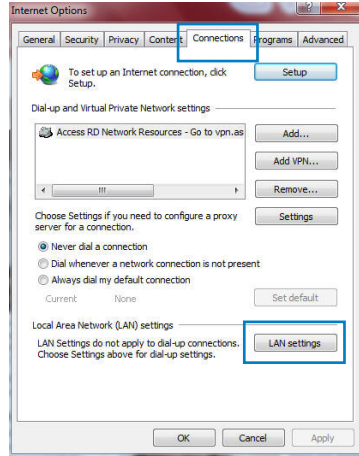 Internet Options
General Security Privacy Content Connections Programs Advanced
To set up an Internet connection, click
Setup.
Setup
Dial-up and Virtual Private Network settings
Access RD Network Resources - Go to vpn.as
Add...
Add VPN...
Remove...
Choose Settings if you need to configure a proxy
server for a connection.
Settings
Never dial a connection
Dial whenever a network connection is not present
Always dial my default connection
Current None
Set default
Local Area Network (LAN) settings
LAN Settings do not apply to dial-up connections.
Choose Settings above for dial-up settings.
LAN settings
OK Cancel Apply